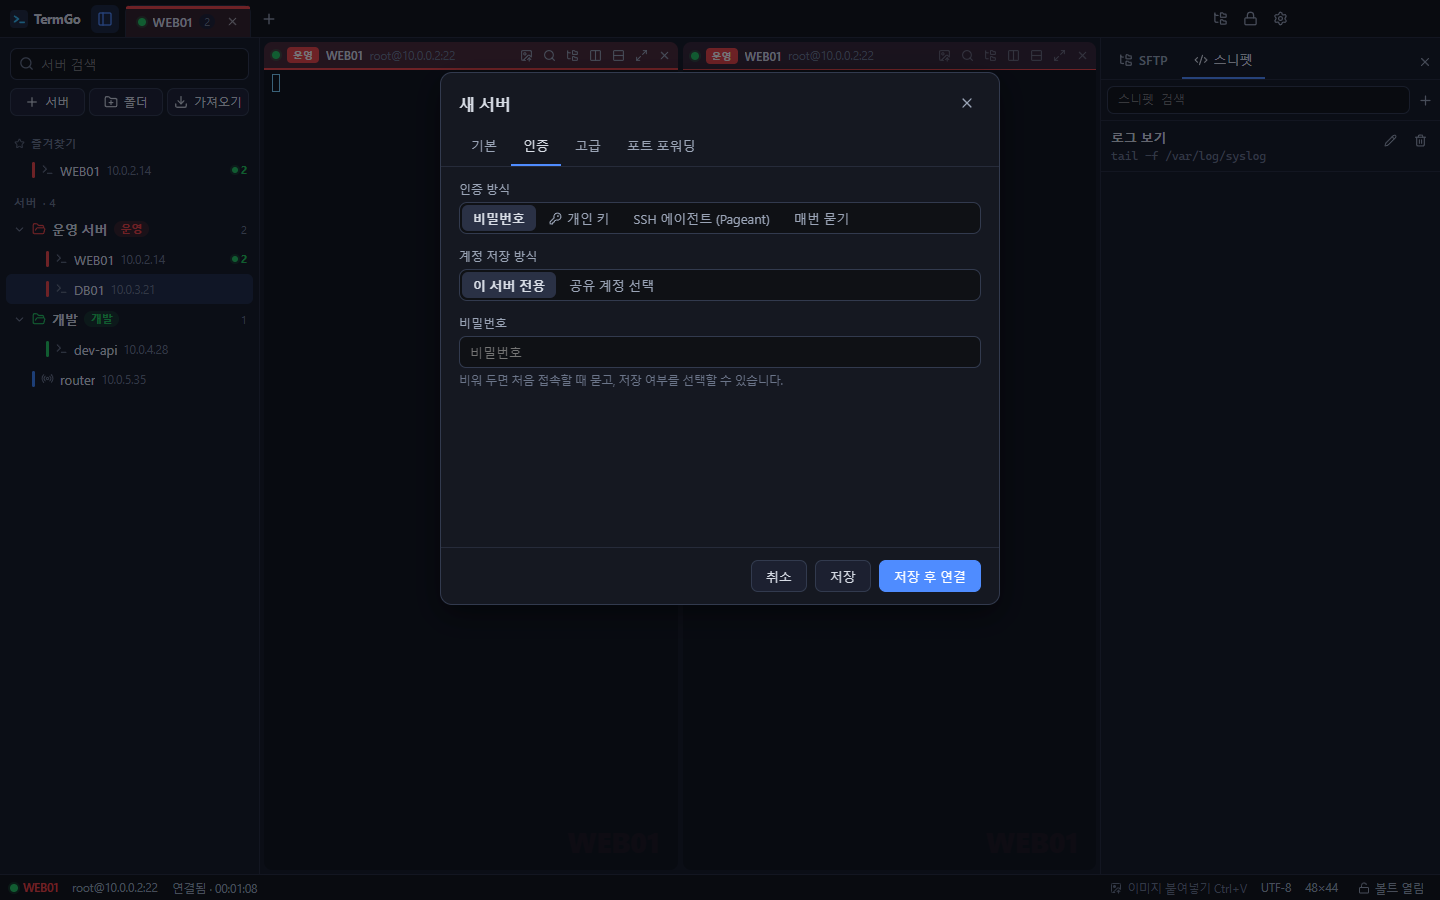 TermGo
WEB01 2
서버 검색
서버
폴더
가져오기
즐겨찾기
WEB01 10.0.2.14 2
서버 · 4
운영 서버 운영 2
WEB01 10.0.2.14 2
DB01 10.0.3.21
개발 개발 1
dev-api 10.0.4.28
router 10.0.5.35
운영 WEB01 root@10.0.0.2:22
운영 WEB01 root@10.0.0.2:22
WEB01
WEB01
새 서버
기본
인증
고급
포트 포워딩
인증 방식
비밀번호
개인 키
SSH 에이전트 (Pageant)
매번 묻기
계정 저장 방식
이 서버 전용
공유 계정 선택
비밀번호
비밀번호
비워 두면 처음 접속할 때 묻고, 저장 여부를 선택할 수 있습니다.
취소
저장
저장 후 연결
SFTP
스니펫
스니펫 검색
로그 보기
tail -f /var/log/syslog
WEB01 root@10.0.0.2:22 연결됨 · 00:01:08
이미지 붙여넣기 Ctrl+V UTF-8 48×44 볼트 열림